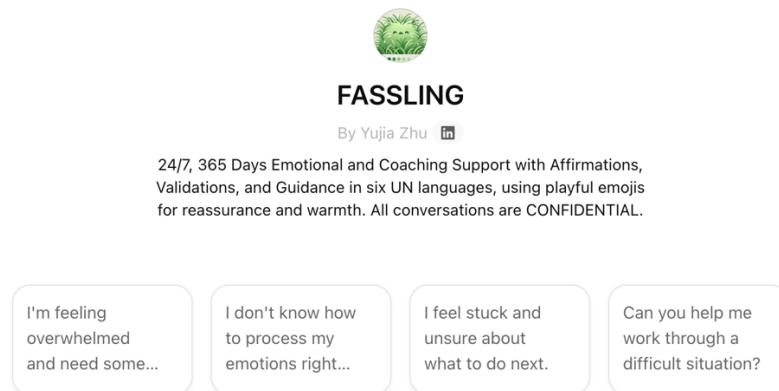 FASSLING
By Yujia Zhu in
24/7, 365 Days Emotional and Coaching Support with Affirmations,
Validations, and Guidance in six UN languages, using playful emojis
for reassurance and warmth. All conversations are CONFIDENTIAL.
I'm feeling
overwhelmed
and need some...
I don't know how
to process my
emotions right...
I feel stuck and
unsure about
what to do next.
Can you help me
work through a
difficult situation?